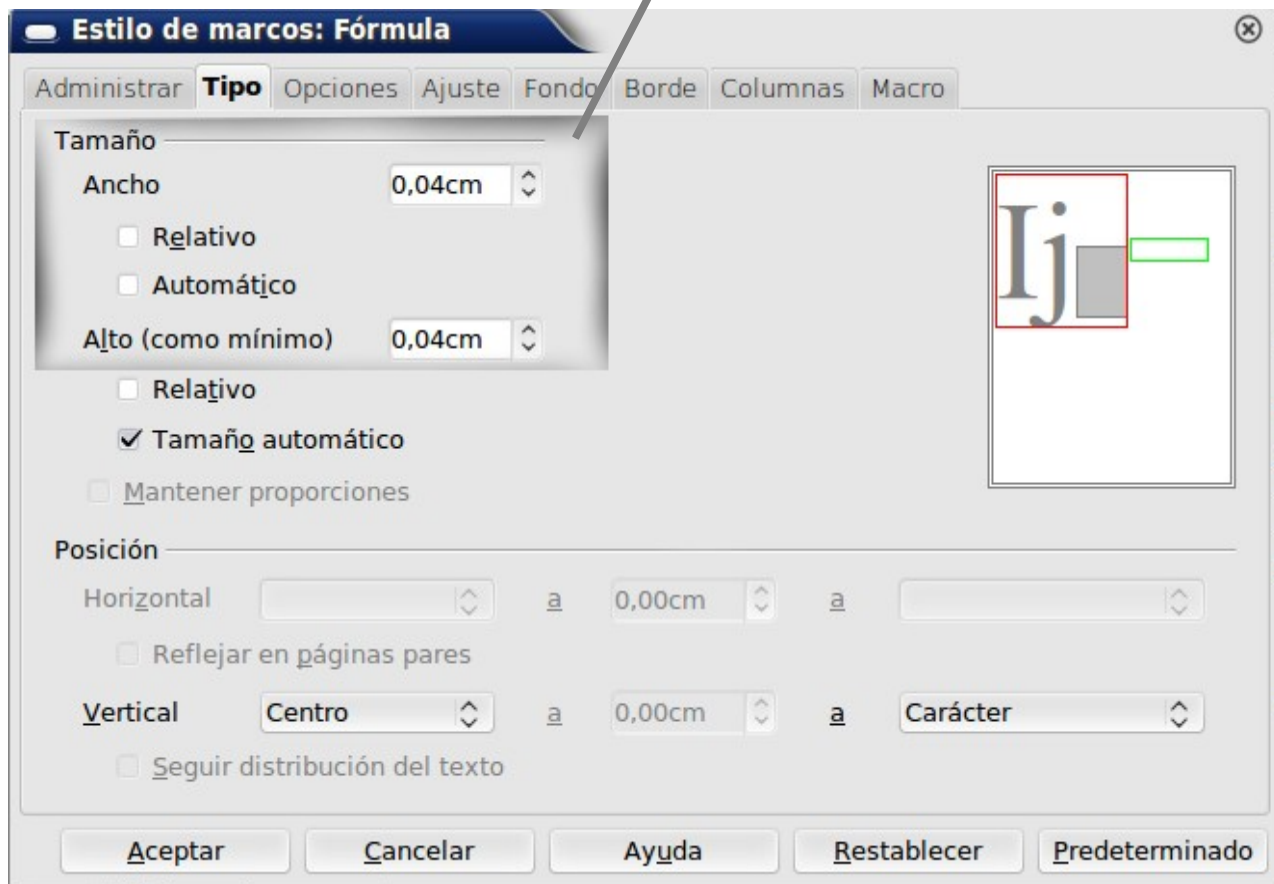 Estilo de marcos: Fórmula
Administrar Tipo Opciones Ajuste Fondo Borde Columnas Macro
Tamaño
Ancho 0,04cm
Relativo
Automático
Alto (como mínimo) 0,04cm
Relativo
Tamaño automático
Mantener proporciones
Ij
Posición
Horizontal a 0,00cm a
Reflejar en páginas pares
Vertical Centro a 0,00cm a Carácter
Seguir distribución del texto
Aceptar Cancelar Ayuda Restablecer Predeterminado